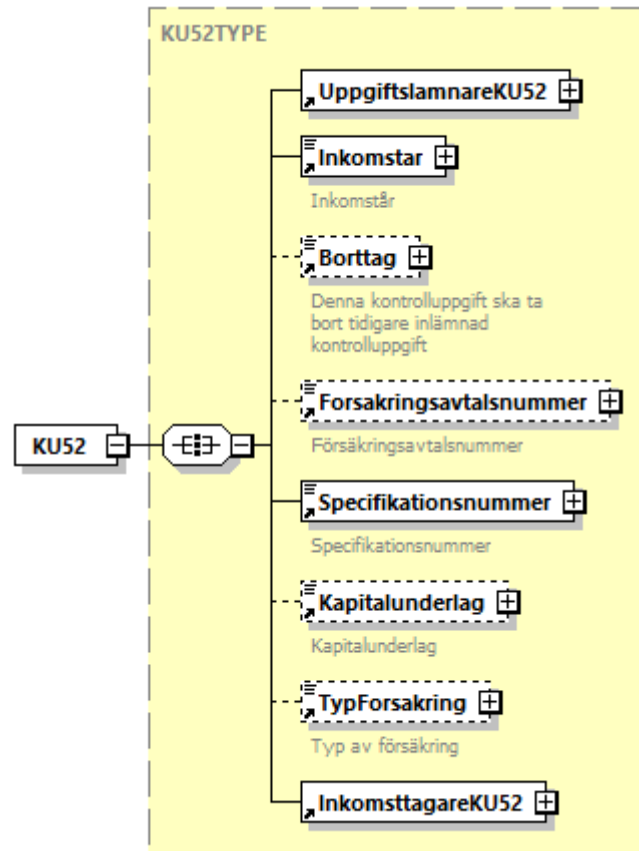 KU52TYPE
UppgiftslamnareKU52
Inkomstar
Inkomstår
Borttag
Denna kontrolluppgift ska ta
bort tidigare inlämnad
kontrolluppgift
Forsakringsavtalsnummer
Försäkringsavtalsnummer
KU52
Specifikationsnummer
Specifikationsnummer
Kapitalunderlag
Kapitalunderlag
TypForsakring
Typ av försäkring
InkomsttagareKU52